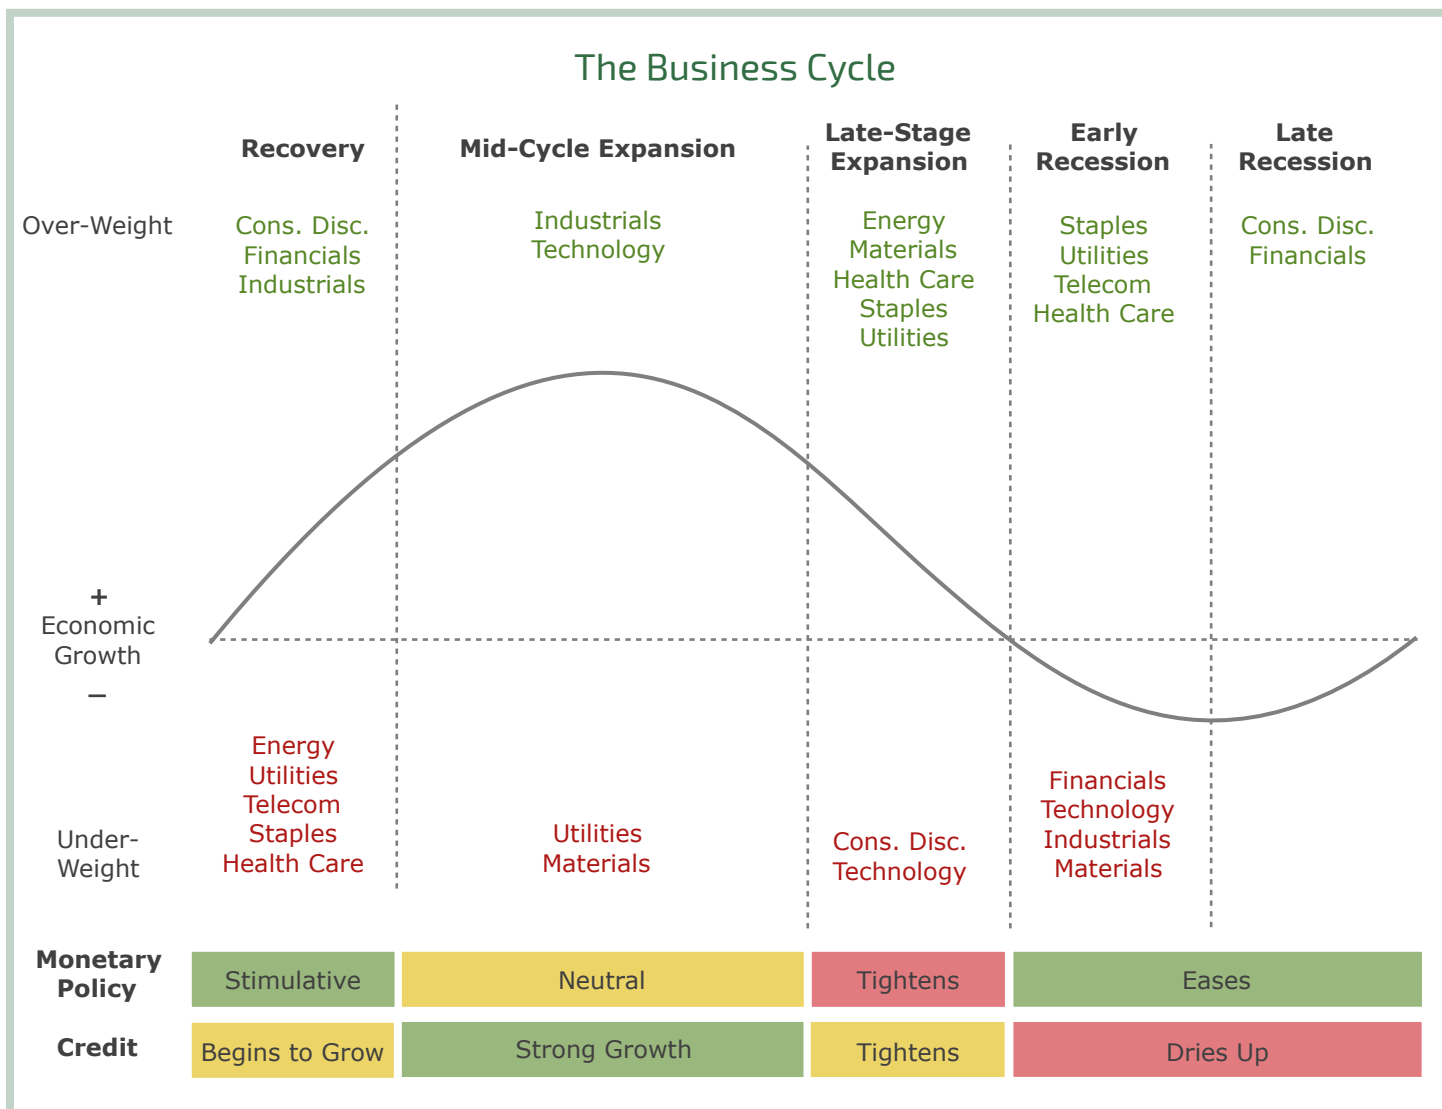 The Business Cycle
Recovery
Mid-Cycle Expansion
Late-Stage
Expansion
Early
Recession
Late
Recession
Over-Weight
Cons. Disc.
Financials
Industrials
Industrials
Technology
Energy
Materials
Health Care
Staples
Utilities
Staples
Utilities
Telecom
Health Care
Cons. Disc.
Financials
+
Economic
Growth
−
Under-
Weight
Energy
Utilities
Telecom
Staples
Health Care
Utilities
Materials
Cons. Disc.
Technology
Financials
Technology
Industrials
Materials
Monetary
Policy
Stimulative
Neutral
Tightens
Eases
Credit
Begins to Grow
Strong Growth
Tightens
Dries Up